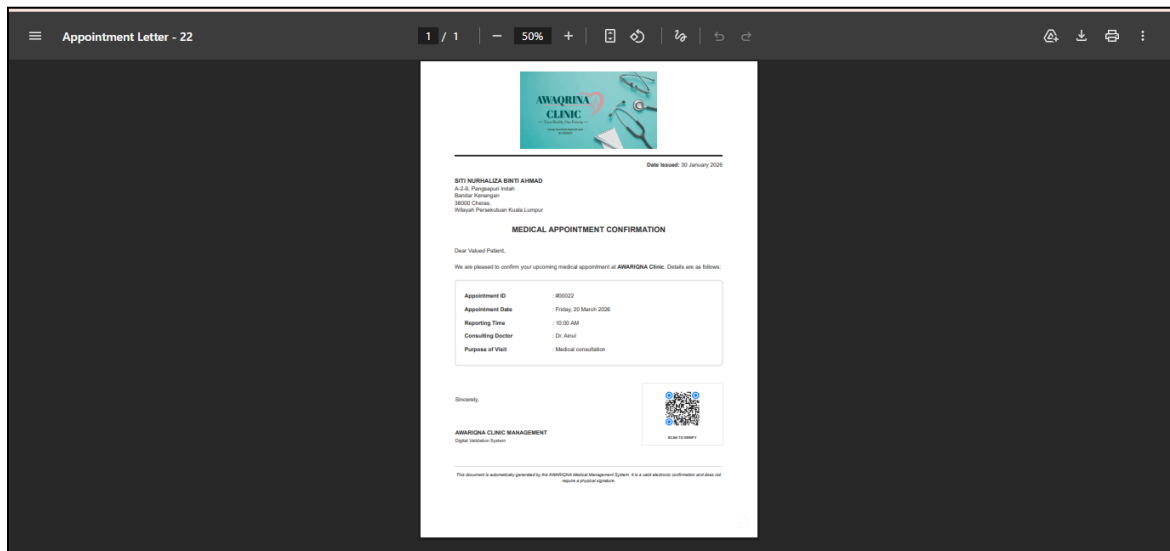 Appointment Letter - 22
1 / 1
50%
AWAQRINA
CLINIC
Date Issued: 30 January 2026
SITI NURHALIZA BINTI AHMAD
A-2-8, Pangsapuri Indah
Bandar Kenangan
38000 Cheras,
Wilayah Persekutuan Kuala Lumpur
MEDICAL APPOINTMENT CONFIRMATION
Dear Valued Patient,
We are pleased to confirm your upcoming medical appointment at AWARIQNA Clinic. Details are as follows:
Appointment ID : #00022
Appointment Date : Friday, 20 March 2026
Reporting Time : 10:00 AM
Consulting Doctor : Dr. Ainul
Purpose of Visit : Medical consultation
Sincerely,
AWARIQNA CLINIC MANAGEMENT
Digital Validation System
SCAN TO VERIFY
This document is automatically generated by the AWARIQNA Medical Management System. It is a valid electronic confirmation and does not
require a physical signature.